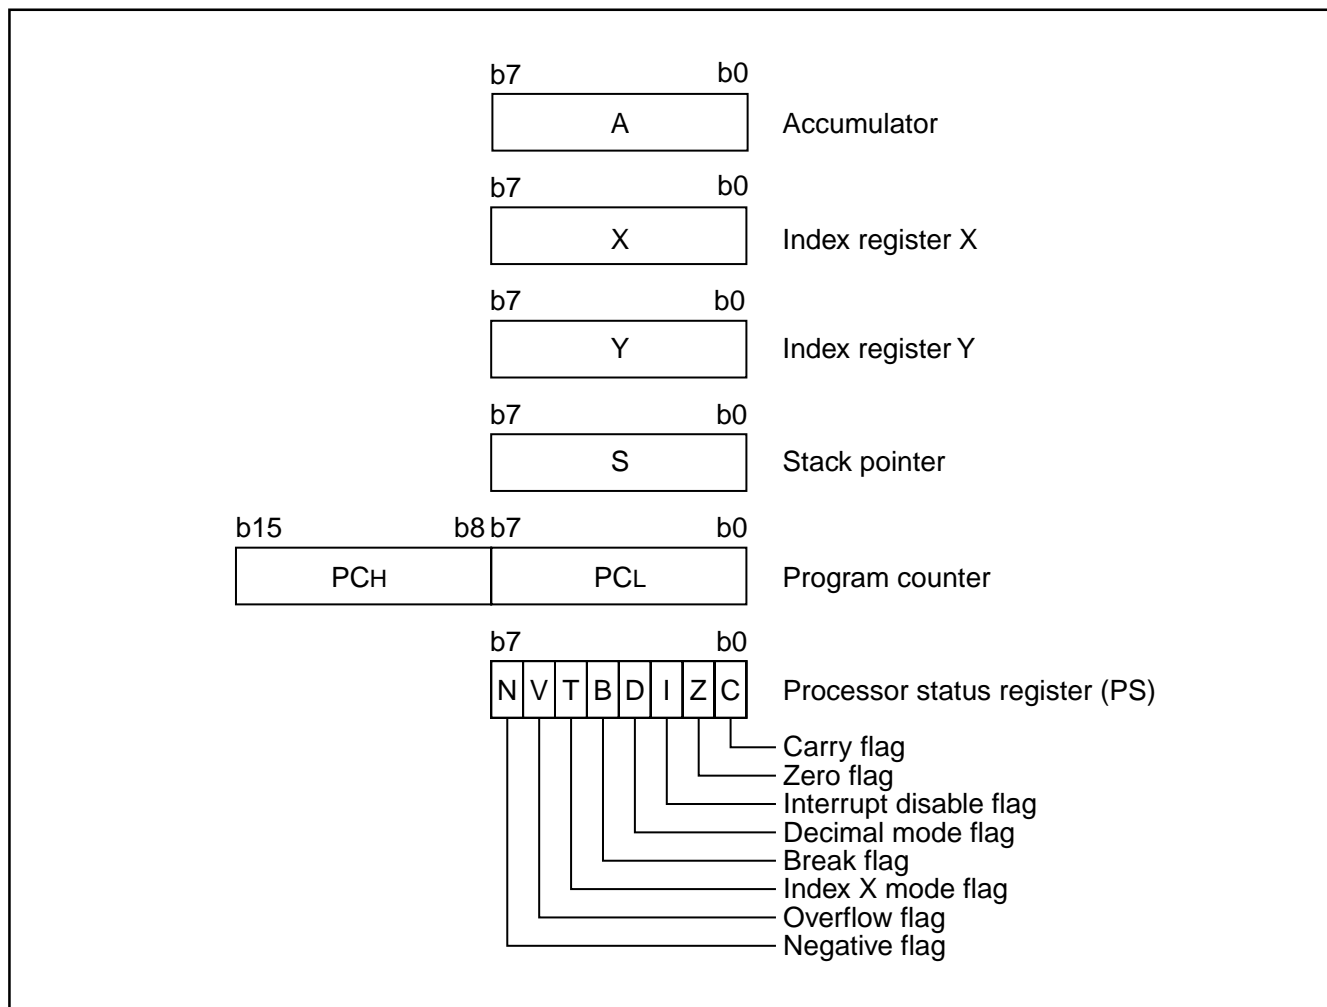 b7 b0
A Accumulator
b7 b0
X Index register X
b7 b0
Y Index register Y
b7 b0
S Stack pointer
b15 b8 b7 b0
PCH PCL Program counter
b7 b0
N V T B D I Z C Processor status register (PS)
Carry flag
Zero flag
Interrupt disable flag
Decimal mode flag
Break flag
Index X mode flag
Overflow flag
Negative flag